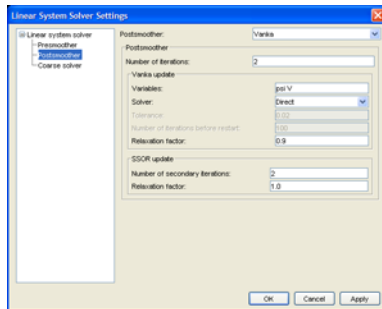 Linear System Solver Settings
Linear system solver
Presmoother
Postsmoother
Coarse solver
Postsmoother: Vanka
Postsmoother
Number of iterations: 2
Vanka update
Variables: psi V
Solver: Direct
Tolerance: 0.02
Number of iterations before restart: 100
Relaxation factor: 0.9
SSOR update
Number of secondary iterations: 2
Relaxation factor: 1.0
OK Cancel Apply